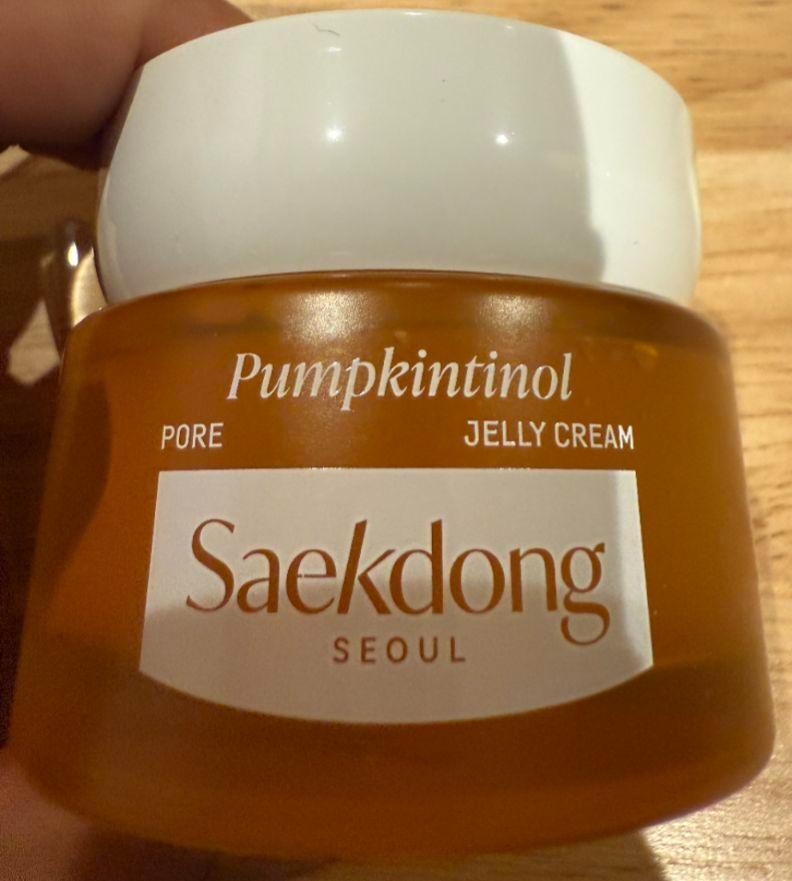 Pumpkintinol
PORE JELLY CREAM
Saekdong
SEOUL